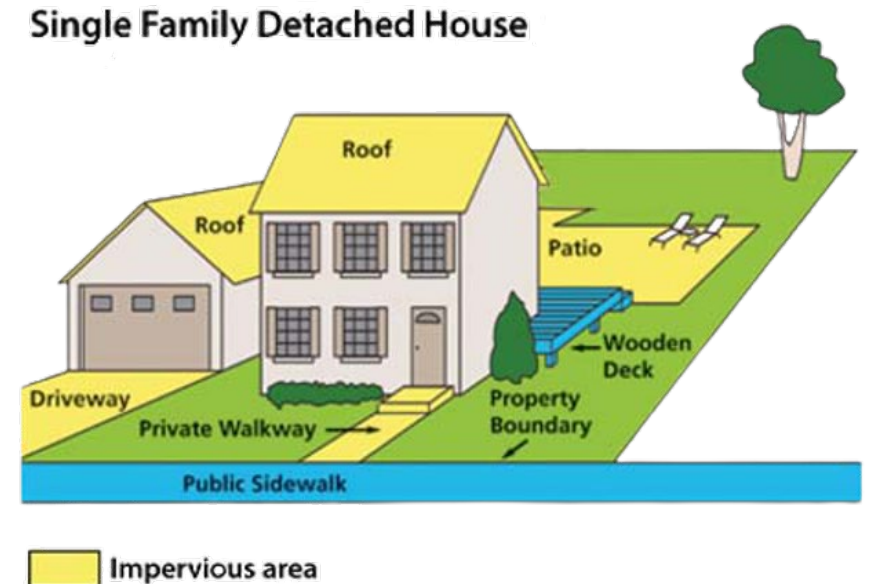 Single Family Detached House
Roof
Roof
Patio
Wooden
Deck
Driveway
Property
Boundary
Private Walkway
Public Sidewalk
Impervious area